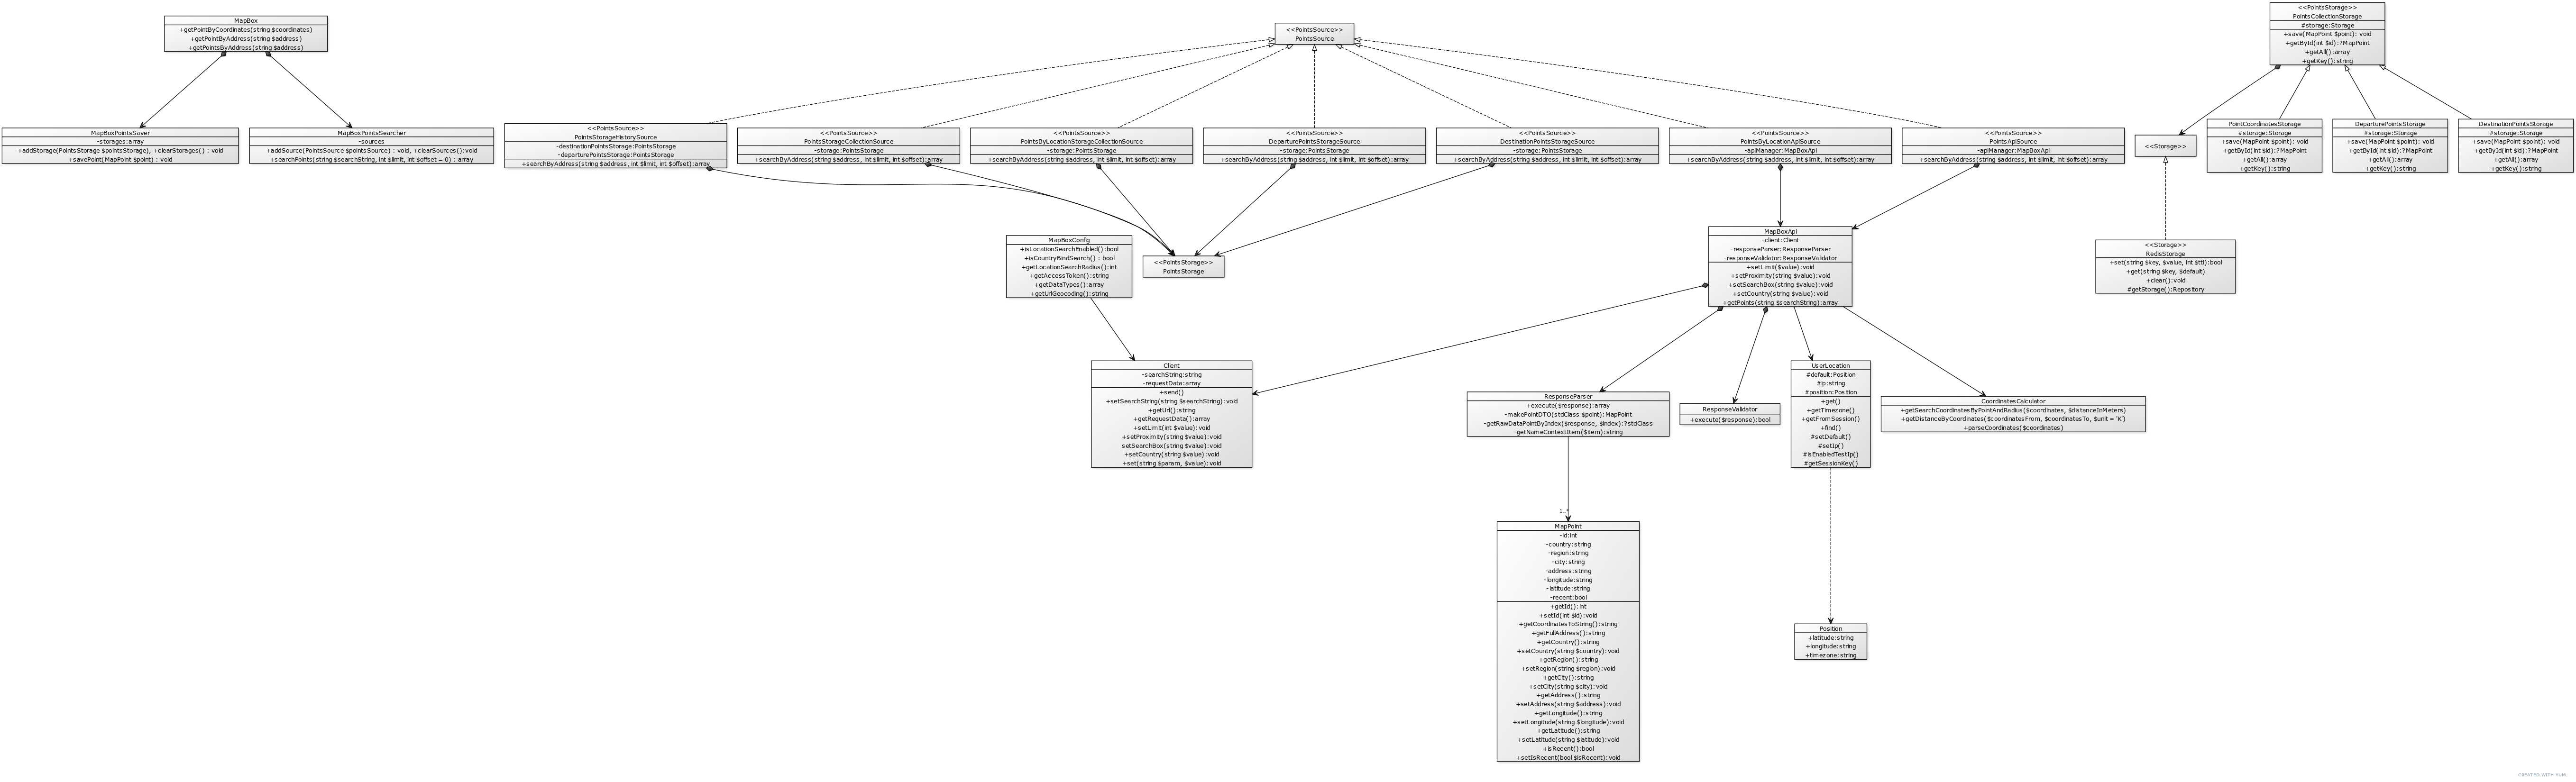 MapBox
+getPointByCoordinates(string $coordinates)
+getPointByAddress(string $address)
+getPointsByAddress(string $address)
MapBoxPointsSaver
-storages:array
+addStorage(PointsStorage $pointsStorage), +clearStorages() : void
+savePoint(MapPoint $point) : void
MapBoxPointsSearcher
-sources
+addSource(PointsSource $pointsSource) : void, +clearSources():void
+searchPoints(string $searchString, int $limit, int $offset = 0) : array
<<PointsSource>>
PointsSource
<<PointsSource>>
PointsStorageHistorySource
-destinationPointsStorage:PointsStorage
-departurePointsStorage:PointsStorage
+searchByAddress(string $address, int $limit, int $offset):array
<<PointsSource>>
PointsStorageCollectionSource
-storage:PointsStorage
+searchByAddress(string $address, int $limit, int $offset):array
<<PointsSource>>
PointsByLocationStorageCollectionSource
-storage:PointsStorage
+searchByAddress(string $address, int $limit, int $offset):array
<<PointsSource>>
DeparturePointsStorageSource
-storage:PointsStorage
+searchByAddress(string $address, int $limit, int $offset):array
<<PointsSource>>
DestinationPointsStorageSource
-storage:PointsStorage
+searchByAddress(string $address, int $limit, int $offset):array
<<PointsSource>>
PointsByLocationApiSource
-apiManager:MapBoxApi
+searchByAddress(string $address, int $limit, int $offset):array
<<PointsSource>>
PointsApiSource
-apiManager:MapBoxApi
+searchByAddress(string $address, int $limit, int $offset):array
<<PointsStorage>>
PointsCollectionStorage
#storage:Storage
+save(MapPoint $point): void
+getById(int $id):?MapPoint
+getAll():array
+getKey():string
<<Storage>>
PointCoordinatesStorage
#storage:Storage
+save(MapPoint $point): void
+getById(int $id):?MapPoint
+getAll():array
+getKey():string
DeparturePointsStorage
#storage:Storage
+save(MapPoint $point): void
+getById(int $id):?MapPoint
+getAll():array
+getKey():string
DestinationPointsStorage
#storage:Storage
+save(MapPoint $point): void
+getById(int $id):?MapPoint
+getAll():array
+getKey():string
<<Storage>>
RedisStorage
+set(string $key, $value, int $ttl):bool
+get(string $key, $default)
+clear():void
#getStorage():Repository
MapBoxConfig
+isLocationSearchEnabled():bool
+isCountryBindSearch() : bool
+getLocationSearchRadius():int
+getAccessToken():string
+getDataTypes():array
+getUrlGeocoding():string
<<PointsStorage>>
PointsStorage
MapBoxApi
-client:Client
-responseParser:ResponseParser
-responseValidator:ResponseValidator
+setLimit($value):void
+setProximity(string $value):void
+setSearchBox(string $value):void
+setCountry(string $value):void
+getPoints(string $searchString):array
Client
-searchString:string
-requestData:array
+send()
+setSearchString(string $searchString):void
+getUrl():string
+getRequestData():array
+setLimit(int $value):void
+setProximity(string $value):void
setSearchBox(string $value):void
+setCountry(string $value):void
+set(string $param, $value):void
ResponseParser
+execute($response):array
-makePointDTO(stdClass $point):MapPoint
-getRawDataPointByIndex($response, $index):?stdClass
-getNameContextItem($item):string
ResponseValidator
+execute($response):bool
UserLocation
#default:Position
#ip:string
#position:Position
+get()
+getTimezone()
+getFromSession()
+find()
#setDefault()
#setIp()
#isEnabledTestIp()
#getSessionKey()
CoordinatesCalculator
+getSearchCoordinatesByPointAndRadius($coordinates, $distanceInMeters)
+getDistanceByCoordinates($coordinatesFrom, $coordinatesTo, $unit = 'K')
+parseCoordinates($coordinates)
1..*
MapPoint
-id:int
-country:string
-region:string
-city:string
-address:string
-longitude:string
-latitude:string
-recent:bool
+getId():int
+setId(int $id):void
+getCoordinatesToString():string
+getFullAddress():string
+getCountry():string
+setCountry(string $country):void
+getRegion():string
+setRegion(string $region):void
+getCity():string
+setCity(string $city):void
+getAddress():string
+setAddress(string $address):void
+getLongitude():string
+setLongitude(string $longitude):void
+getLatitude():string
+setLatitude(string $latitude):void
+isRecent():bool
+setIsRecent(bool $isRecent):void
Position
+latitude:string
+longitude:string
+timezone:string
CREATED WITH YUML